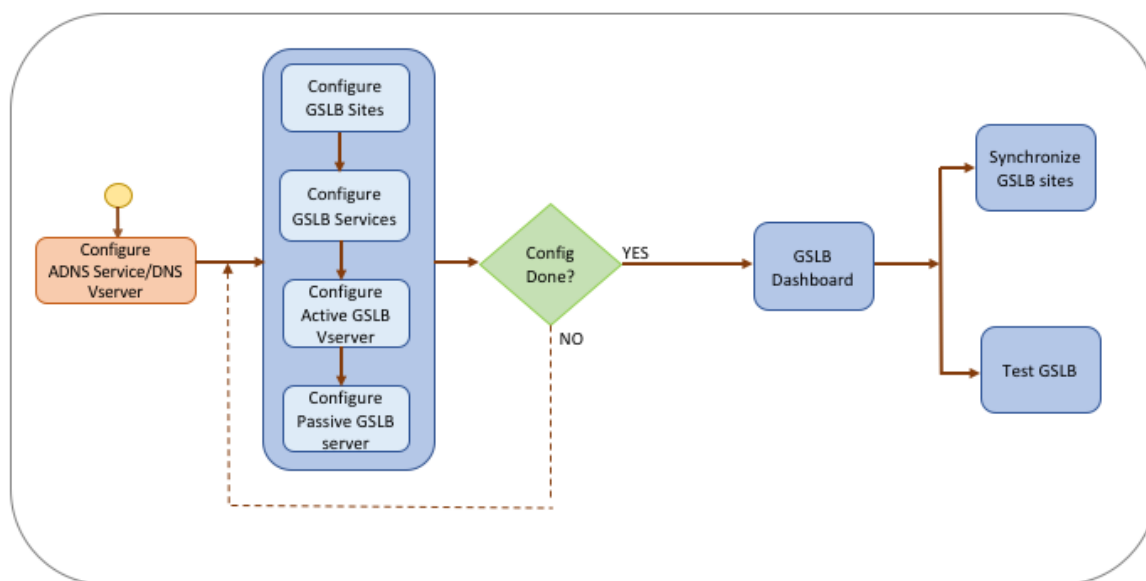 Configure
GSLB Sites
Configure
GSLB Services
Configure
Active GSLB
Vserver
Configure
Passive GSLB
server
Configure
ADNS Service/DNS
Vserver
Config
Done?
YES
NO
GSLB
Dashboard
Synchronize
GSLB sites
Test GSLB